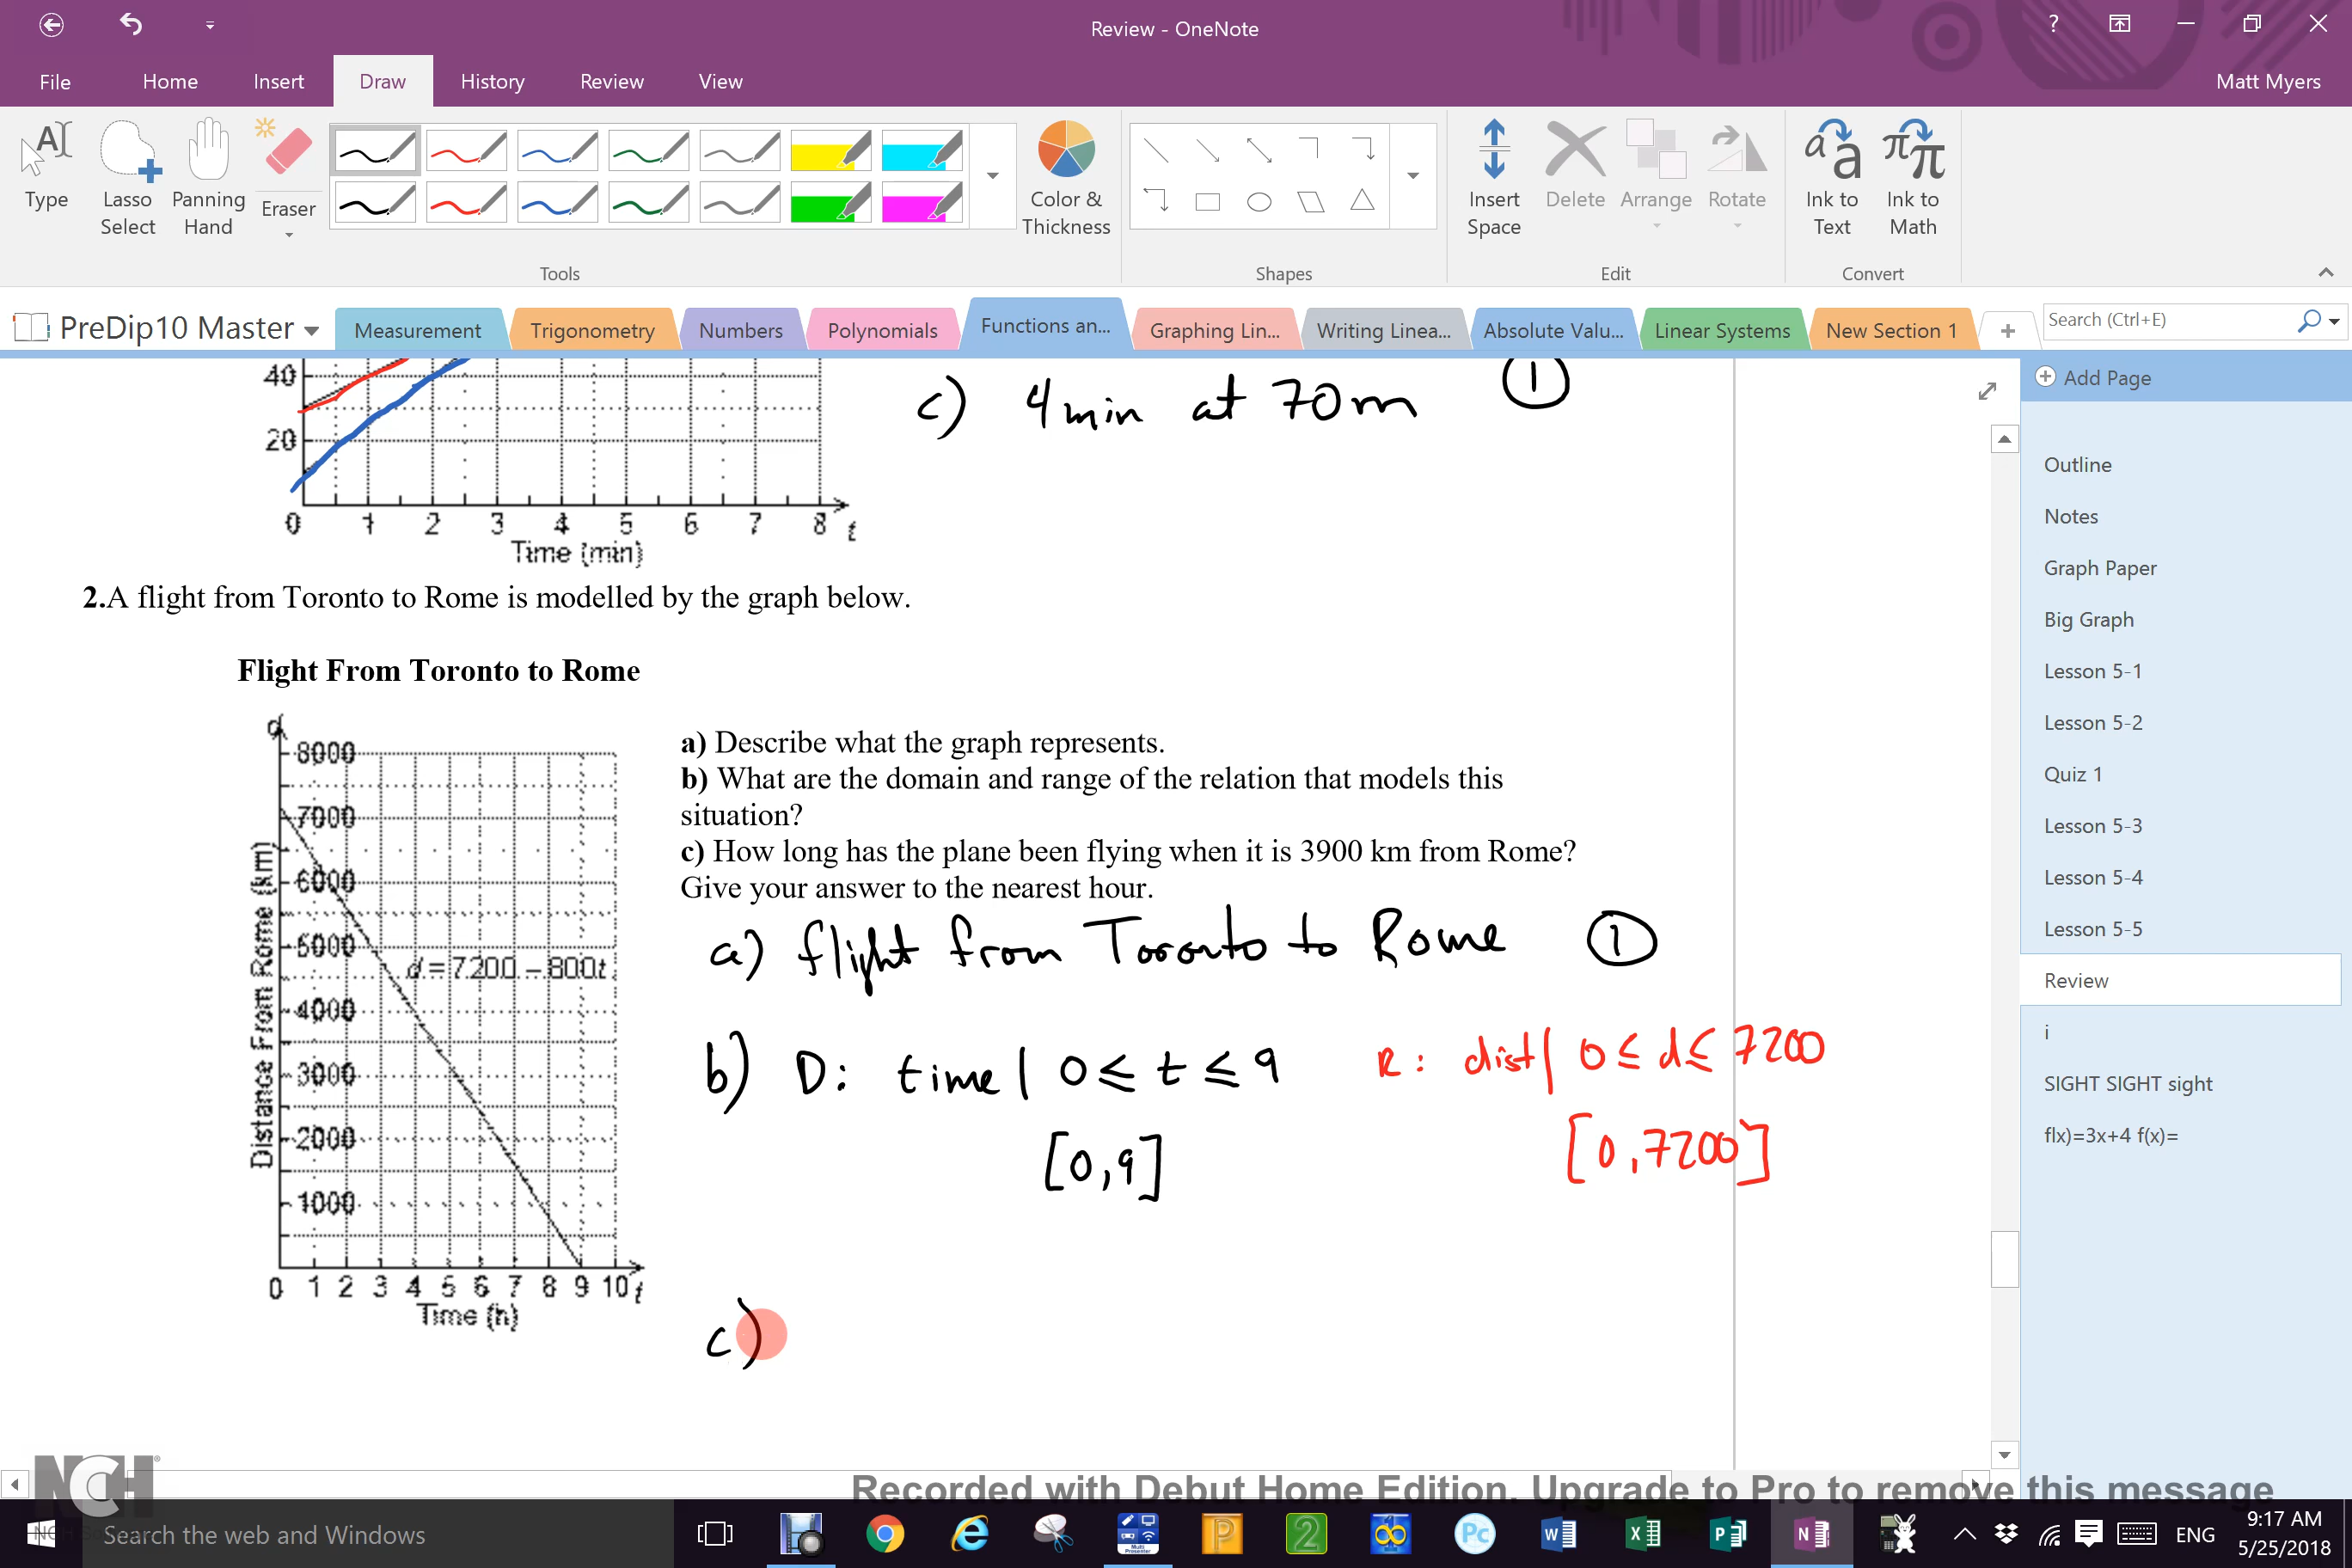 Review - OneNote
?
File Home Insert Draw History Review View Matt Myers
Type Lasso Select Panning Hand Eraser Color & Thickness Insert Space Delete Arrange Rotate Ink to Text Ink to Math
Tools Shapes Edit Convert
PreDip10 Master Measurement Trigonometry Numbers Polynomials Functions an... Graphing Lin... Writing Linea... Absolute Valu... Linear Systems New Section 1 + Search (Ctrl+E)
Add Page
Outline
Notes
Graph Paper
Big Graph
Lesson 5-1
Lesson 5-2
Quiz 1
Lesson 5-3
Lesson 5-4
Lesson 5-5
Review
i
SIGHT SIGHT sight
f(x)=3x+4 f(x)=
40
20
0 1 2 3 4 5 6 7 8 t
Time (min)
c) 4 min at 70 m 1
2.A flight from Toronto to Rome is modelled by the graph below.
Flight From Toronto to Rome
d
8000
7000
6000
5000
4000
3000
2000
1000
0 1 2 3 4 5 6 7 8 9 10 t
Time (h)
Distance From Rome (km)
d = 7200 – 800t
a) Describe what the graph represents.
b) What are the domain and range of the relation that models this
situation?
c) How long has the plane been flying when it is 3900 km from Rome?
Give your answer to the nearest hour.
a) flight from Toronto to Rome 1
b) D: time | 0 ≤ t ≤ 9 R: dist | 0 ≤ d ≤ 7200
[0,9] [0,7200]
c)
NCH
Recorded with Debut Home Edition. Upgrade to Pro to remove this message
Search the web and Windows
ENG
9:17 AM
5/25/2018